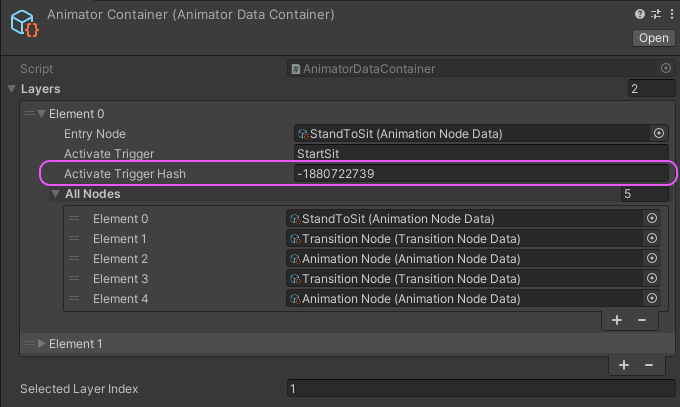 Animator Container (Animator Data Container)
Open
Script AnimatorDataContainer
Layers 2
Element 0
Entry Node StandToSit (Animation Node Data)
Activate Trigger StartSit
Activate Trigger Hash -1880722739
All Nodes 5
Element 0 StandToSit (Animation Node Data)
Element 1 Transition Node (Transition Node Data)
Element 2 Animation Node (Animation Node Data)
Element 3 Transition Node (Transition Node Data)
Element 4 Animation Node (Animation Node Data)
+ −
Element 1
+ −
Selected Layer Index 1